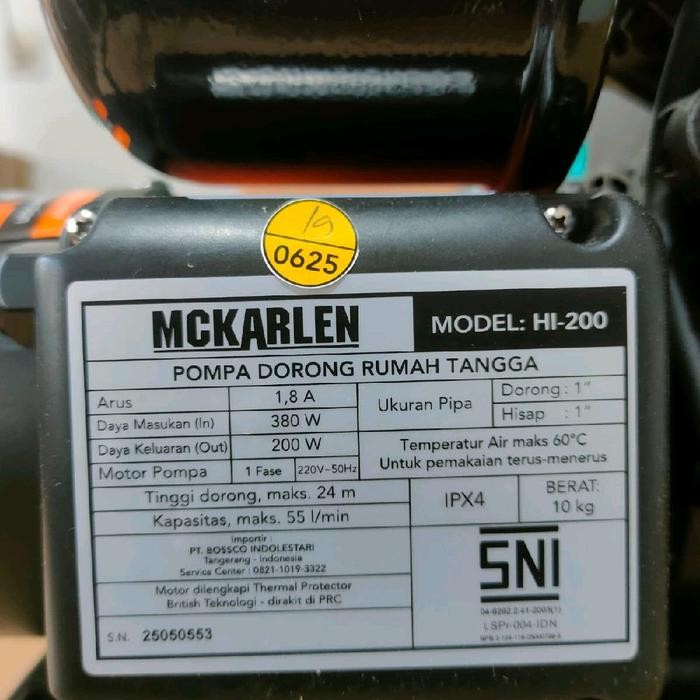 19
0625
MCKARLEN
MODEL: HI-200
POMPA DORONG RUMAH TANGGA
Arus 1,8 A
Daya Masukan (In) 380 W
Daya Keluaran (Out) 200 W
Motor Pompa 1 Fase 220V~50Hz
Ukuran Pipa
Dorong : 1"
Hisap : 1"
Temperatur Air maks 60°C
Untuk pemakaian terus-menerus
Tinggi dorong, maks. 24 m
Kapasitas, maks. 55 l/min
IPX4
BERAT:
10 kg
Importir :
PT. BOSSCO INDOLESTARI
Tangerang - Indonesia
Service Center : 0821-1019-3322
Motor dilengkapi Thermal Protector
British Teknologi - dirakit di PRC
S.N. 25050553
SNI
LSPr-004-IDN